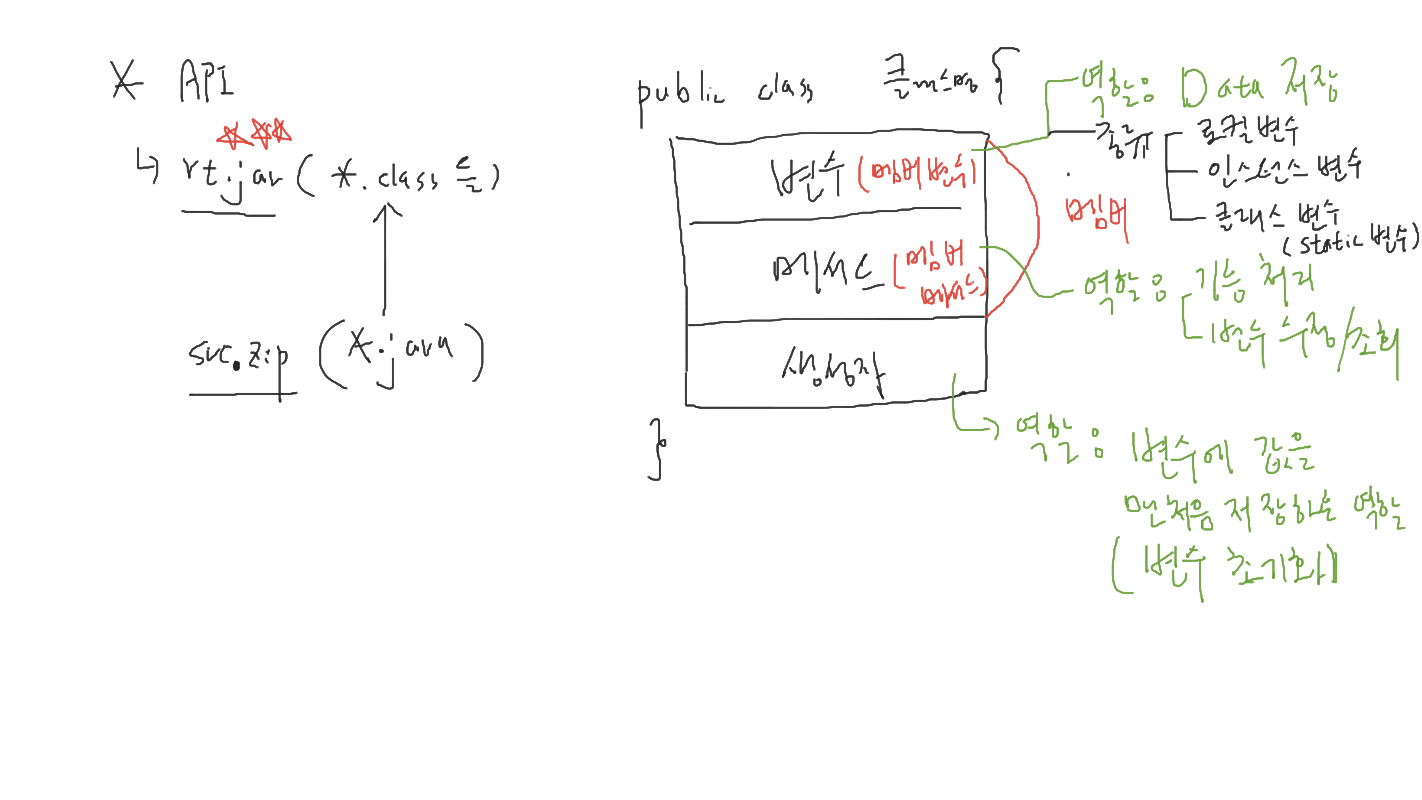 * API
rt.jar ( *.class 들)
src.zip (*.java)
public class 클래스명 {
변수 (멤버변수)
메서드 (멤버
메서드)
생성자
}
멤버
역할은 Data 저장
종류
로컬변수
인스턴스 변수
클래스 변수
(static 변수)
역할은 기능 처리
변수 수정/조회
역할은 변수에 값을
맨처음 저장하는 역할
(변수 초기화)